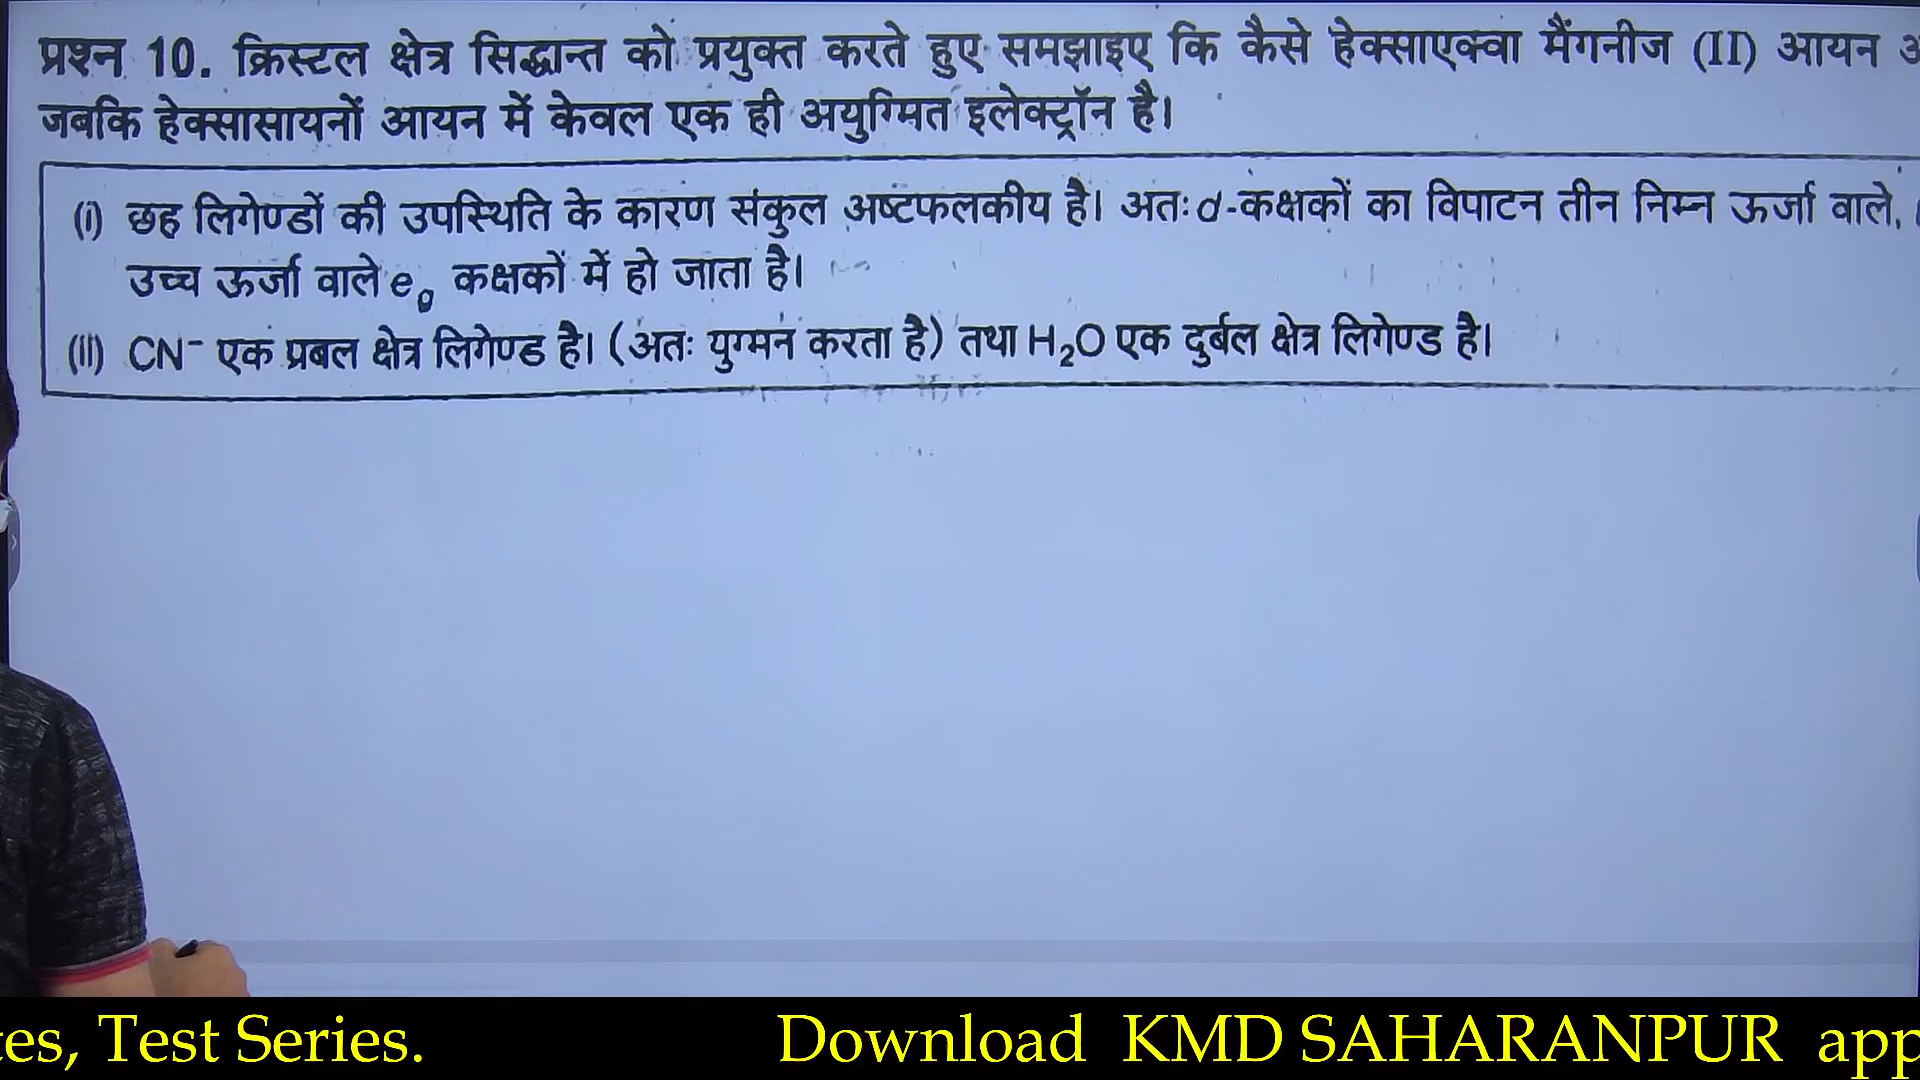 प्रश्न 10. क्रिस्टल क्षेत्र सिद्धान्त को प्रयुक्त करते हुए समझाइए कि कैसे हेक्साएक्वा मैंगनीज (II) आयन
जबकि हेक्सासायनों आयन में केवल एक ही अयुग्मित इलेक्ट्रॉन है।
(i) छह लिगेण्डों की उपस्थिति के कारण संकुल अष्टफलकीय है। अतः d-कक्षकों का विपाटन तीन निम्न ऊर्जा वाले,
उच्च ऊर्जा वाले eg कक्षकों में हो जाता है।
(II) CN⁻ एक प्रबल क्षेत्र लिगेण्ड है। (अतः युग्मन करता है) तथा H₂O एक दुर्बल क्षेत्र लिगेण्ड है।
tes, Test Series. Download KMD SAHARANPUR app